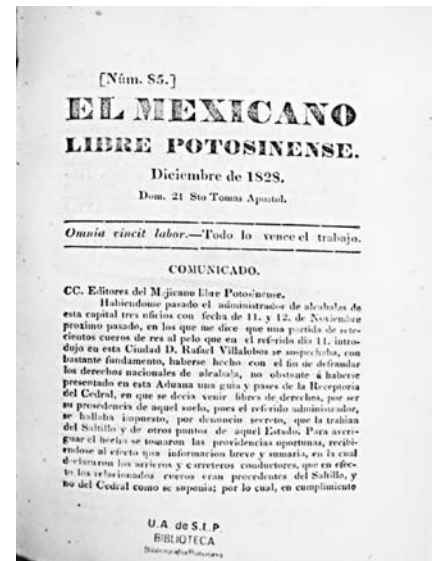 [Núm. 85.]
EL MEXICANO
LIBRE POTOSINENSE.
Diciembre de 1828.
Dom. 21 Sto Tomas Apostol.
Omnia vincit labor.—Todo lo vence el trabajo.
COMUNICADO.
CC. Editores del Mejicano Libre Potosinense.
Habiendome pasado el administrador de alcabalas de
esta capital tres oficios con fecha de 11. y 12. de Noviembre
proximo pasado, en los que me dice que una partida de sete-
cientos cueros de res al pelo que en el referido dia 11. intro-
dujo en esta Ciudad D. Rafael Villalobos se sospechaba, con
bastante fundamento, haberse hecho con el fin de defraudar
los derechos nacionales de alcabala, no obstante á haberse
presentado en esta Aduana una guia y pases de la Receptoria
del Cedral, en que se decia venir libres de derechos, por ser
su prosedencia de aquel suelo, pues el referido administrador,
se hallaba impuesto, por denuncio secreto, que la trahian
del Saltillo y de otros puntos de aquel Estado. Para averi-
guar el hecho se tomaron las providencias oportunas, recibi-
endose al efecto una informacion breve y sumaria, en la cual
declararon los arrieros y carreteros conductores, que en efec-
to los relacionados cueros eran procedentes del Saltillo, y
no del Cedral como se suponia; por lo cual, en cumplimiento
U.A. de S.L.P.
BIBLIOTECA